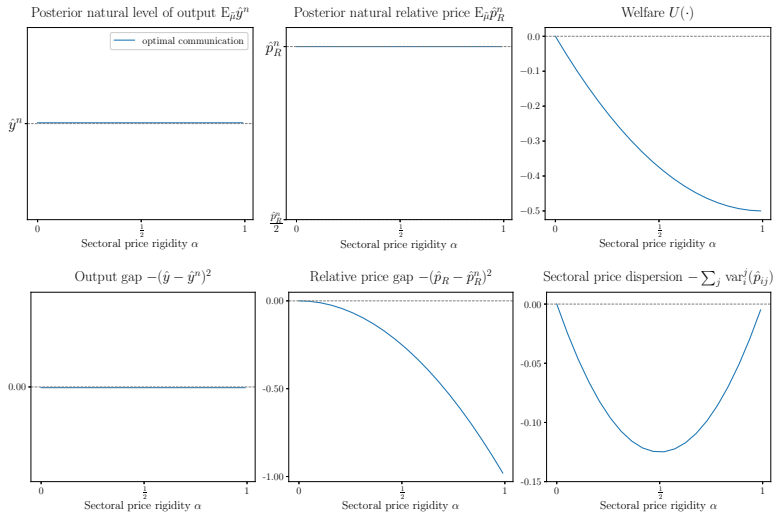 Posterior natural level of output E_μ̃ ŷⁿ
optimal communication
ŷⁿ
0 1/2 1
Sectoral price rigidity α
Posterior natural relative price E_μ̃ p̂ⁿ_R
p̂ⁿ_R
p̂ⁿ_R/2
0 1/2 1
Sectoral price rigidity α
Welfare U(·)
0.0
−0.1
−0.2
−0.3
−0.4
−0.5
0 1/2 1
Sectoral price rigidity α
Output gap −(ŷ − ŷⁿ)²
0.00
0 1/2 1
Sectoral price rigidity α
Relative price gap −(p̂_R − p̂ⁿ_R)²
0.00
-0.50
-1.00
0 1/2 1
Sectoral price rigidity α
Sectoral price dispersion − ∑_j var^j_i(p̂_ij)
0.00
-0.05
-0.10
-0.15
0 1/2 1
Sectoral price rigidity α